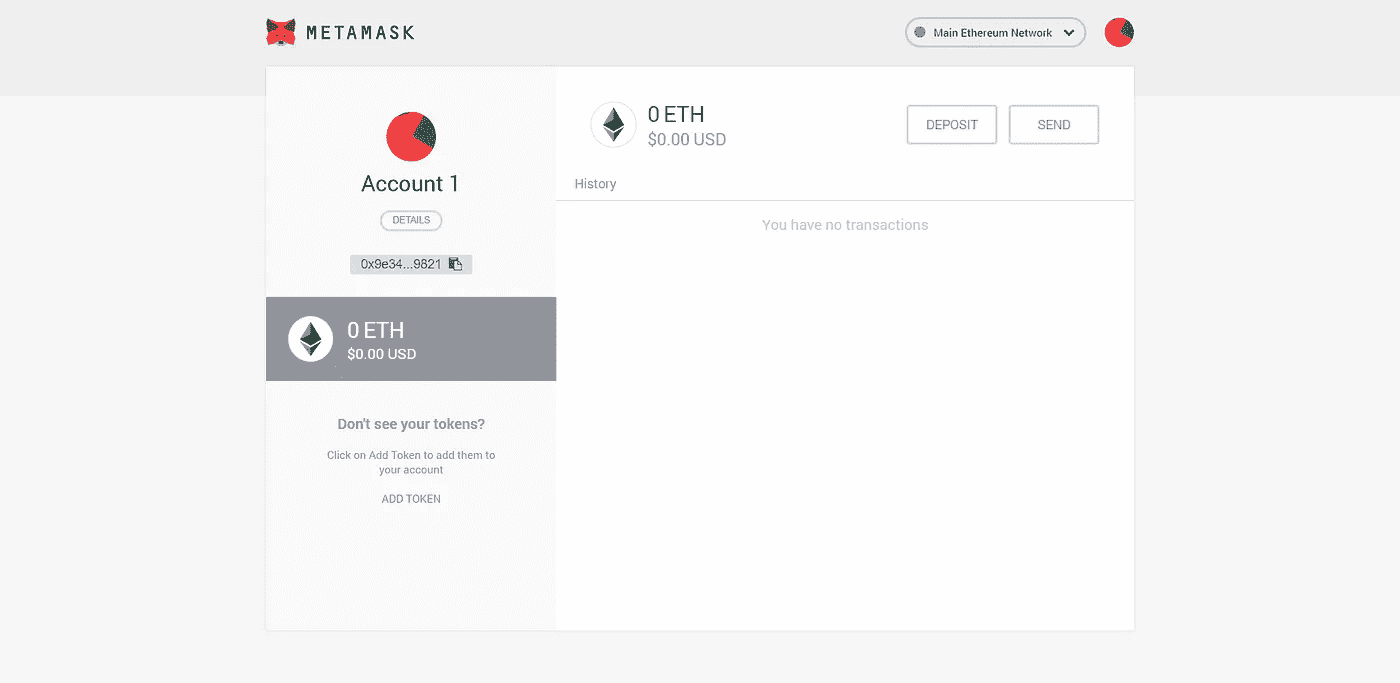 METAMASK
Main Ethereum Network
Account 1
DETAILS
0x9e34...9821
0 ETH
$0.00 USD
Don't see your tokens?
Click on Add Token to add them to
your account
ADD TOKEN
0 ETH
$0.00 USD
DEPOSIT
SEND
History
You have no transactions